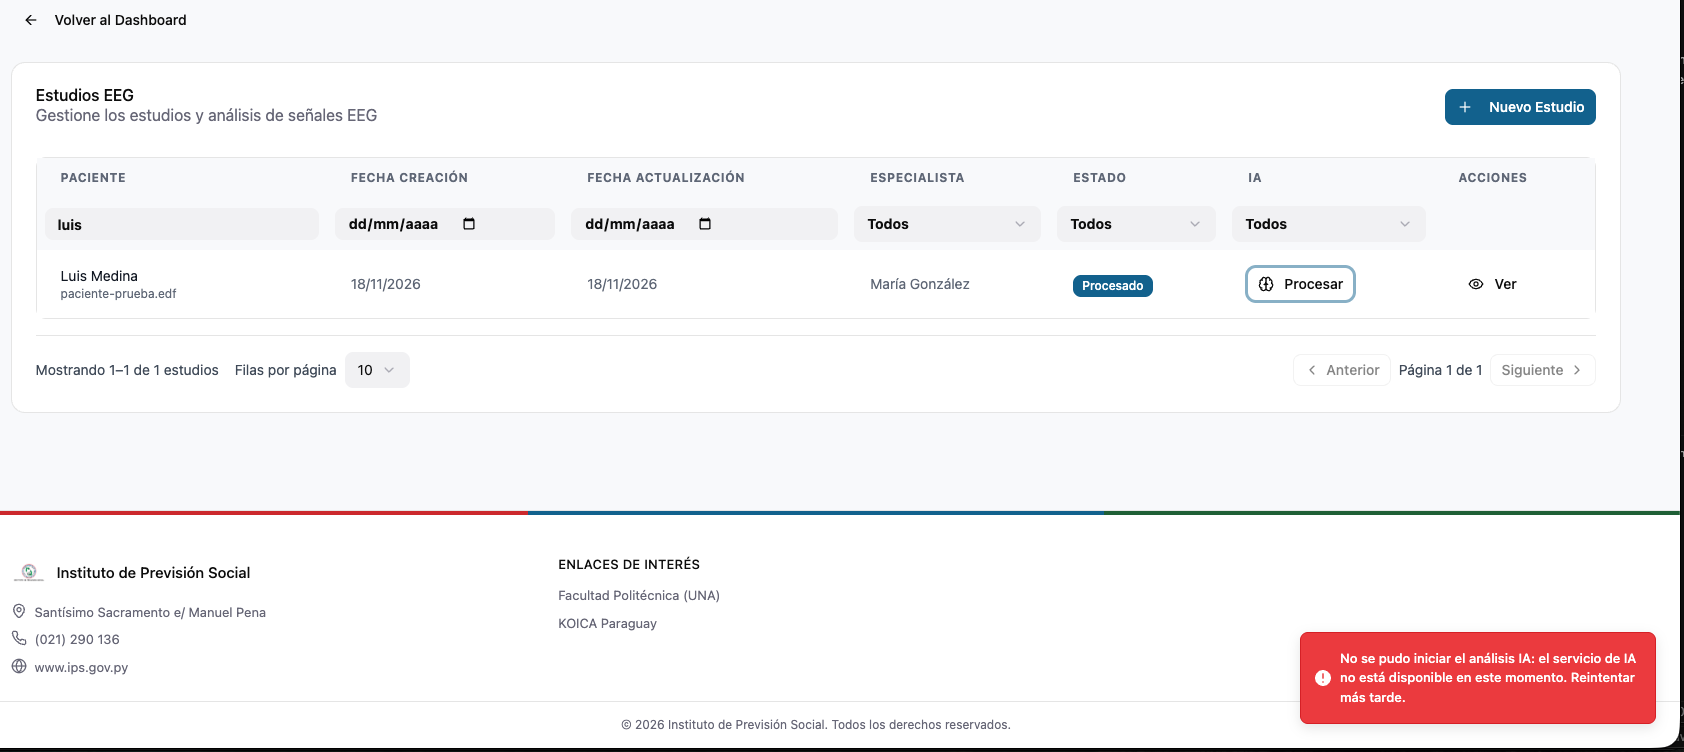 Volver al Dashboard
Estudios EEG
Gestione los estudios y análisis de señales EEG
Nuevo Estudio
PACIENTE FECHA CREACIÓN FECHA ACTUALIZACIÓN ESPECIALISTA ESTADO IA ACCIONES
luis dd/mm/aaaa dd/mm/aaaa Todos Todos Todos
Luis Medina
paciente-prueba.edf
18/11/2026 18/11/2026 María González Procesado Procesar Ver
Mostrando 1–1 de 1 estudios Filas por página 10 Anterior Página 1 de 1 Siguiente
Instituto de Previsión Social
Santísimo Sacramento e/ Manuel Pena
(021) 290 136
www.ips.gov.py
ENLACES DE INTERÉS
Facultad Politécnica (UNA)
KOICA Paraguay
No se pudo iniciar el análisis IA: el servicio de IA
no está disponible en este momento. Reintentar
más tarde.
© 2026 Instituto de Previsión Social. Todos los derechos reservados.